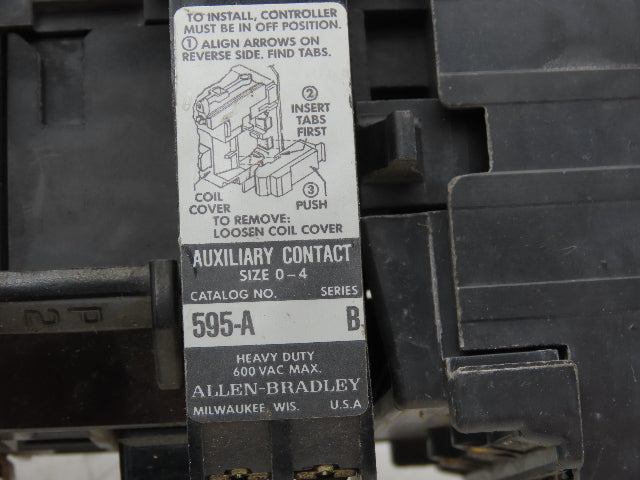 TO INSTALL, CONTROLLER
MUST BE IN OFF POSITION.
① ALIGN ARROWS ON
REVERSE SIDE, FIND TABS.
②
INSERT
TABS
FIRST
COIL
COVER
③
PUSH
TO REMOVE:
LOOSEN COIL COVER
AUXILIARY CONTACT
SIZE 0-4
CATALOG NO. SERIES
595-A B
HEAVY DUTY
600 VAC MAX.
ALLEN-BRADLEY
MILWAUKEE, WIS. U.S.A
P2